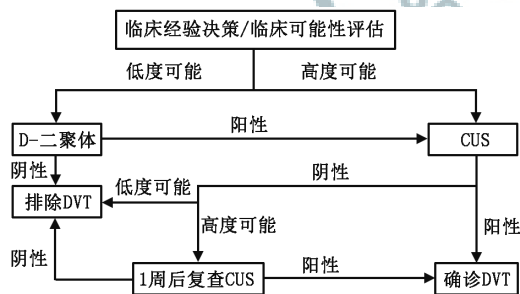 临床经验决策/临床可能性评估
低度可能
高度可能
D-二聚体
阳性
CUS
阴性
阴性
低度可能
排除DVT
高度可能
阳性
阴性
1周后复查CUS
阳性
确诊DVT